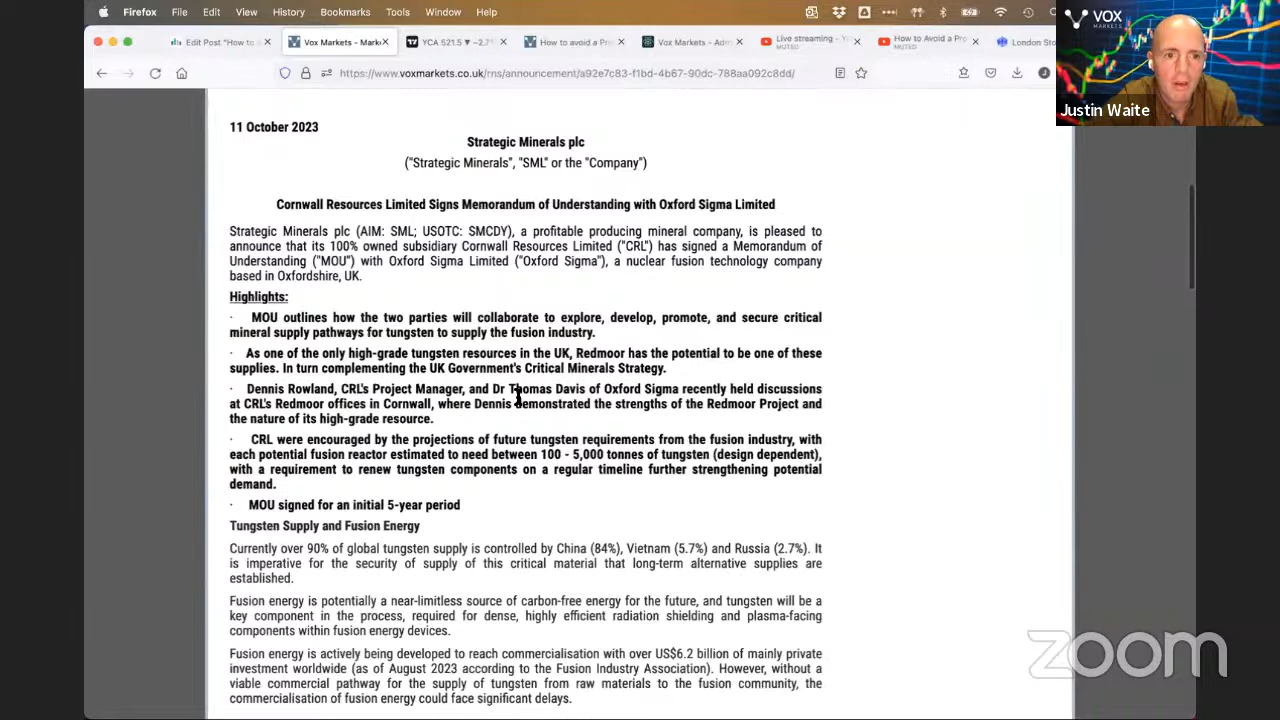 Firefox File Edit View History Bookmarks Tools Window Help
Edit Post "How to
Vox Markets - Mark
YCA 521.5 ▼ −2.7
How to avoid a Pr
Vox Markets - Adm
Live streaming - Y
MUTED
How to Avoid a Pro
MUTED
London Sto
https://www.voxmarkets.co.uk/rns/announcement/a92e7c83-f1bd-4b67-90dc-788aa092c8dd/
VOX
MARKETS
Justin Waite
11 October 2023
Strategic Minerals plc
("Strategic Minerals", "SML" or the "Company")
Cornwall Resources Limited Signs Memorandum of Understanding with Oxford Sigma Limited
Strategic Minerals plc (AIM: SML; USOTC: SMCDY), a profitable producing mineral company, is pleased to
announce that its 100% owned subsidiary Cornwall Resources Limited ("CRL") has signed a Memorandum of
Understanding ("MOU") with Oxford Sigma Limited ("Oxford Sigma"), a nuclear fusion technology company
based in Oxfordshire, UK.
Highlights:
· MOU outlines how the two parties will collaborate to explore, develop, promote, and secure critical
mineral supply pathways for tungsten to supply the fusion industry.
· As one of the only high-grade tungsten resources in the UK, Redmoor has the potential to be one of these
supplies. In turn complementing the UK Government's Critical Minerals Strategy.
· Dennis Rowland, CRL's Project Manager, and Dr Thomas Davis of Oxford Sigma recently held discussions
at CRL's Redmoor offices in Cornwall, where Dennis demonstrated the strengths of the Redmoor Project and
the nature of its high-grade resource.
· CRL were encouraged by the projections of future tungsten requirements from the fusion industry, with
each potential fusion reactor estimated to need between 100 - 5,000 tonnes of tungsten (design dependent),
with a requirement to renew tungsten components on a regular timeline further strengthening potential
demand.
· MOU signed for an initial 5-year period
Tungsten Supply and Fusion Energy
Currently over 90% of global tungsten supply is controlled by China (84%), Vietnam (5.7%) and Russia (2.7%). It
is imperative for the security of supply of this critical material that long-term alternative supplies are
established.
Fusion energy is potentially a near-limitless source of carbon-free energy for the future, and tungsten will be a
key component in the process, required for dense, highly efficient radiation shielding and plasma-facing
components within fusion energy devices.
Fusion energy is actively being developed to reach commercialisation with over US$6.2 billion of mainly private
investment worldwide (as of August 2023 according to the Fusion Industry Association). However, without a
viable commercial pathway for the supply of tungsten from raw materials to the fusion community, the
commercialisation of fusion energy could face significant delays.
zoom